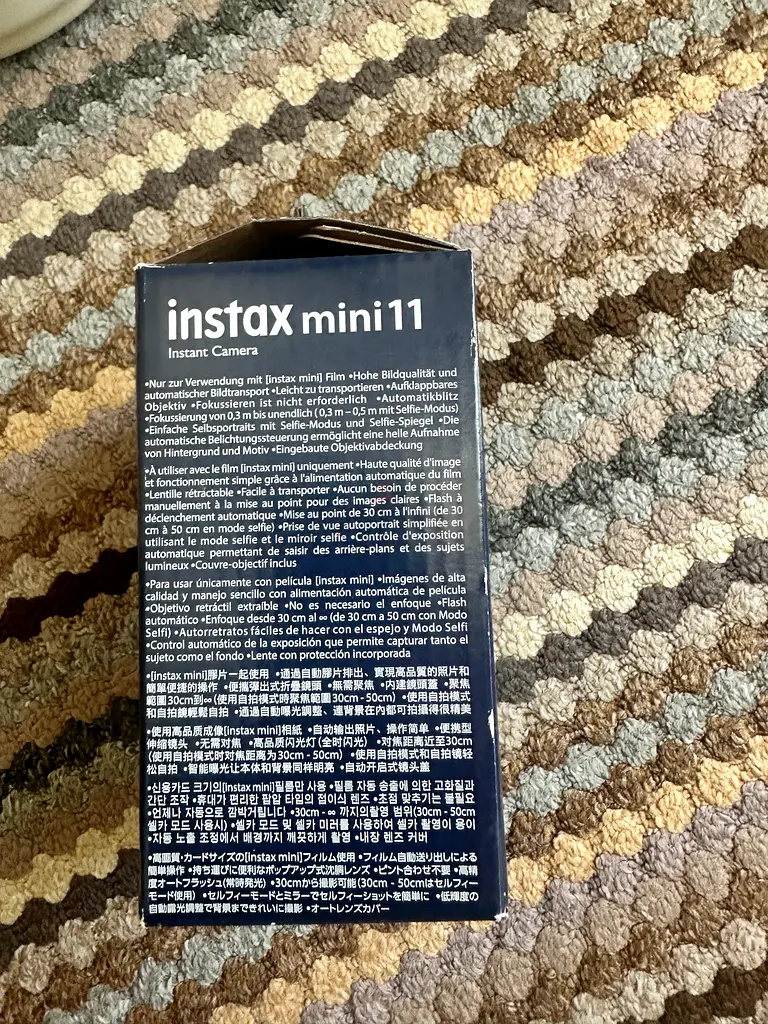 instax mini 11
Instant Camera
•Nur zur Verwendung mit [instax mini] Film •Hohe Bildqualität und
automatischer Bildtransport •Leicht zu transportieren •Aufklappbares
Objektiv •Fokussieren ist nicht erforderlich •Automatikblitz
•Fokussierung von 0,3 m bis unendlich ( 0,3 m – 0,5 m mit Selfie-Modus)
•Einfache Selbsportraits mit Selfie-Modus und Selfie-Spiegel •Die
automatische Belichtungssteuerung ermöglicht eine helle Aufnahme
von Hintergrund und Motiv •Eingebaute Objektivabdeckung
•À utiliser avec le film [instax mini] uniquement •Haute qualité d'image
et fonctionnement simple grâce à l'alimentation automatique du film
•Lentille rétractable •Facile à transporter •Aucun besoin de procéder
manuellement à la mise au point pour des images claires •Flash à
déclenchement automatique •Mise au point de 30 cm à l'infini (de 30
cm à 50 cm en mode selfie) •Prise de vue autoportrait simplifiée en
utilisant le mode selfie et le miroir selfie •Contrôle d'exposition
automatique permettant de saisir des arrière-plans et des sujets
lumineux •Couvre-objectif inclus
•Para usar únicamente con película [instax mini] •Imágenes de alta
calidad y manejo sencillo con alimentación automática de película
•Objetivo retráctil extraíble •No es necesario el enfoque •Flash
automático •Enfoque desde 30 cm al ∞ (de 30 cm a 50 cm con Modo
Selfi) •Autorretratos fáciles de hacer con el espejo y Modo Selfi
•Control automático de la exposición que permite capturar tanto el
sujeto como el fondo •Lente con protección incorporada
•[instax mini]膠片一起使用 •通過自動膠片排出、實現高品質的照片和
簡單便捷的操作 •便攜彈出式折疊鏡頭 •無需聚焦 •內建鏡頭蓋 •聚焦
範圍30cm到∞(使用自拍模式時聚焦範圍30cm - 50cm) •使用自拍模式
和自拍鏡輕鬆自拍 •通過自動曝光調整、連背景在內都可拍攝得很精美
•使用高品质成像[instax mini]相纸 •自动输出照片、操作简单 •便携型
伸缩镜头 •无需对焦 •高品质闪光灯(全时闪光) •对焦距离近至30cm
(使用自拍模式时对焦距离为30cm - 50cm) •使用自拍模式和自拍镜轻
松自拍 •智能曝光让本体和背景同样明亮 •自动开启式镜头盖
•신용카드 크기의[instax mini]필름만 사용 •필름 자동 송출에 의한 고화질과
간단 조작 •휴대가 편리한 팝압 타입의 접이식 렌즈 •초점 맞추기는 불필요
•언제나 자동으로 깜박거립니다 •30cm - ∞ 까지의촬영 범위(30cm - 50cm
셀카 모드 사용시) •셀카 모드 및 셀카 미러를 사용하여 셀카 촬영이 용이
•자동 노출 조정에서 배경까지 깨끗하게 촬영 •내장 렌즈 커버
•高画質・カードサイズの[instax mini]フィルム使用 •フィルム自動送り出しによる
簡単操作 •持ち運びに便利なポップアップ式沈胴レンズ •ピント合わせ不要 •高精
度オートフラッシュ(常時発光) •30cmから撮影可能(30cm - 50cmはセルフィー
モード使用) •セルフィーモードとミラーでセルフィーショットを簡単に •低輝度の
自動露光調整で背景まできれいに撮影 •オートレンズカバー